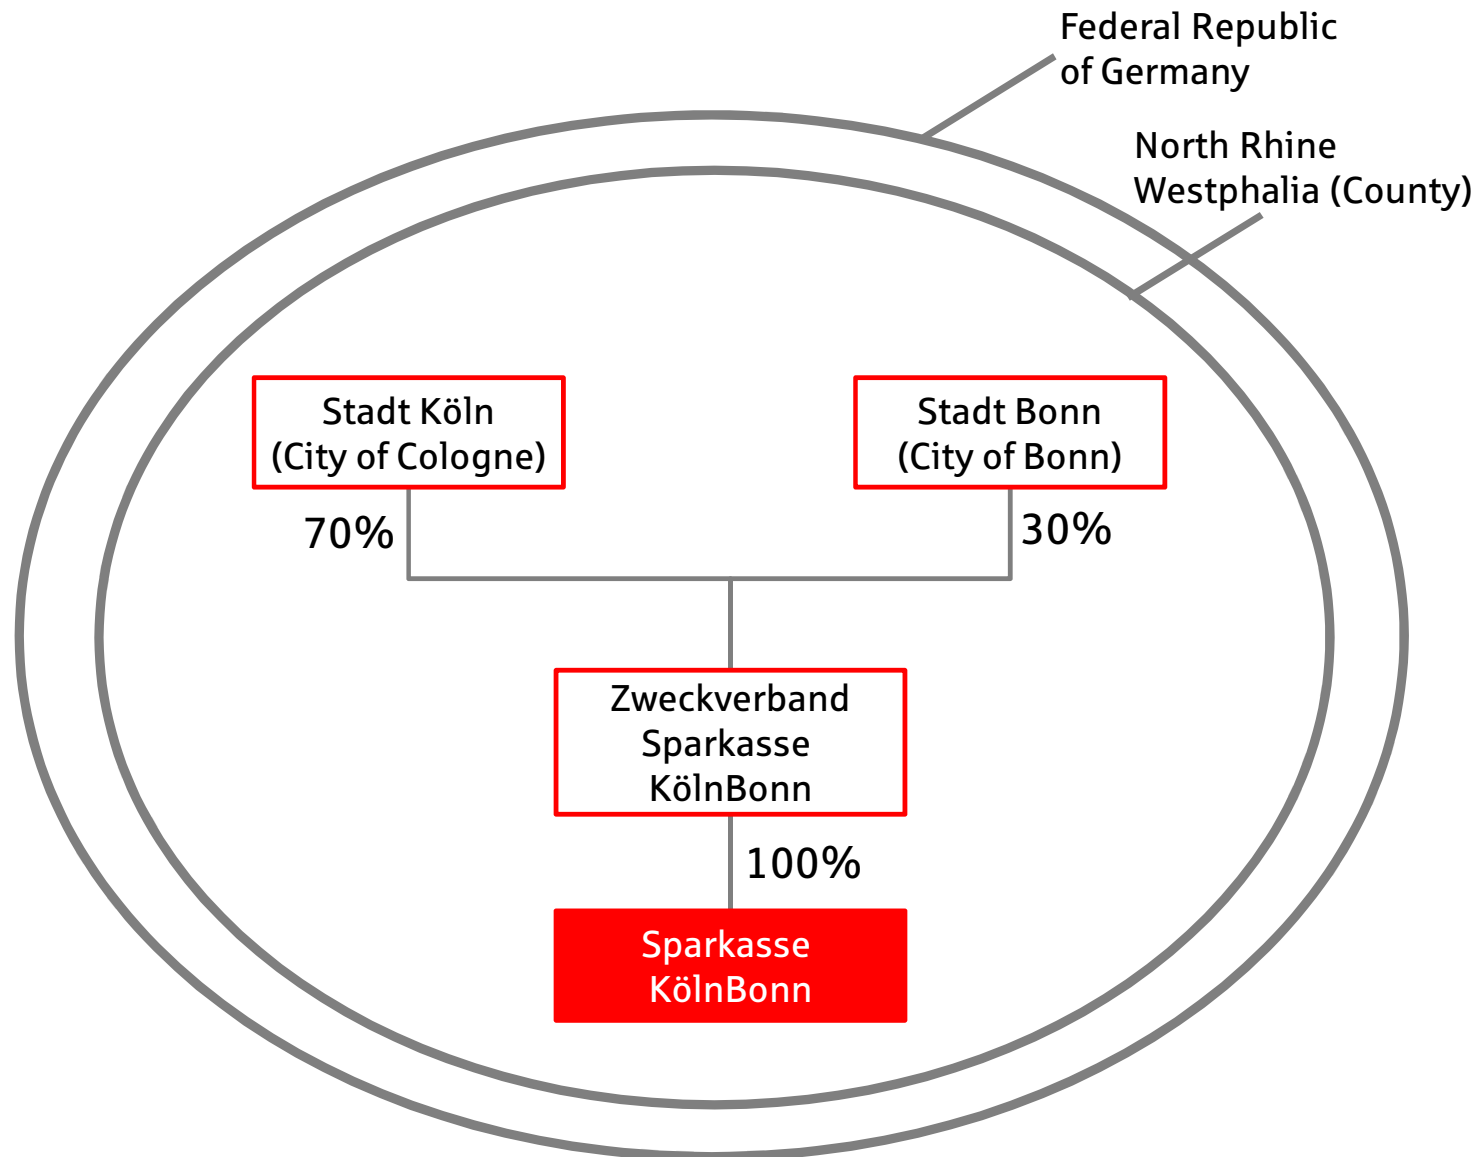 Federal Republic
of Germany
North Rhine
Westphalia (County)
Stadt Köln
(City of Cologne)
Stadt Bonn
(City of Bonn)
70%
30%
Zweckverband
Sparkasse
KölnBonn
100%
Sparkasse
KölnBonn